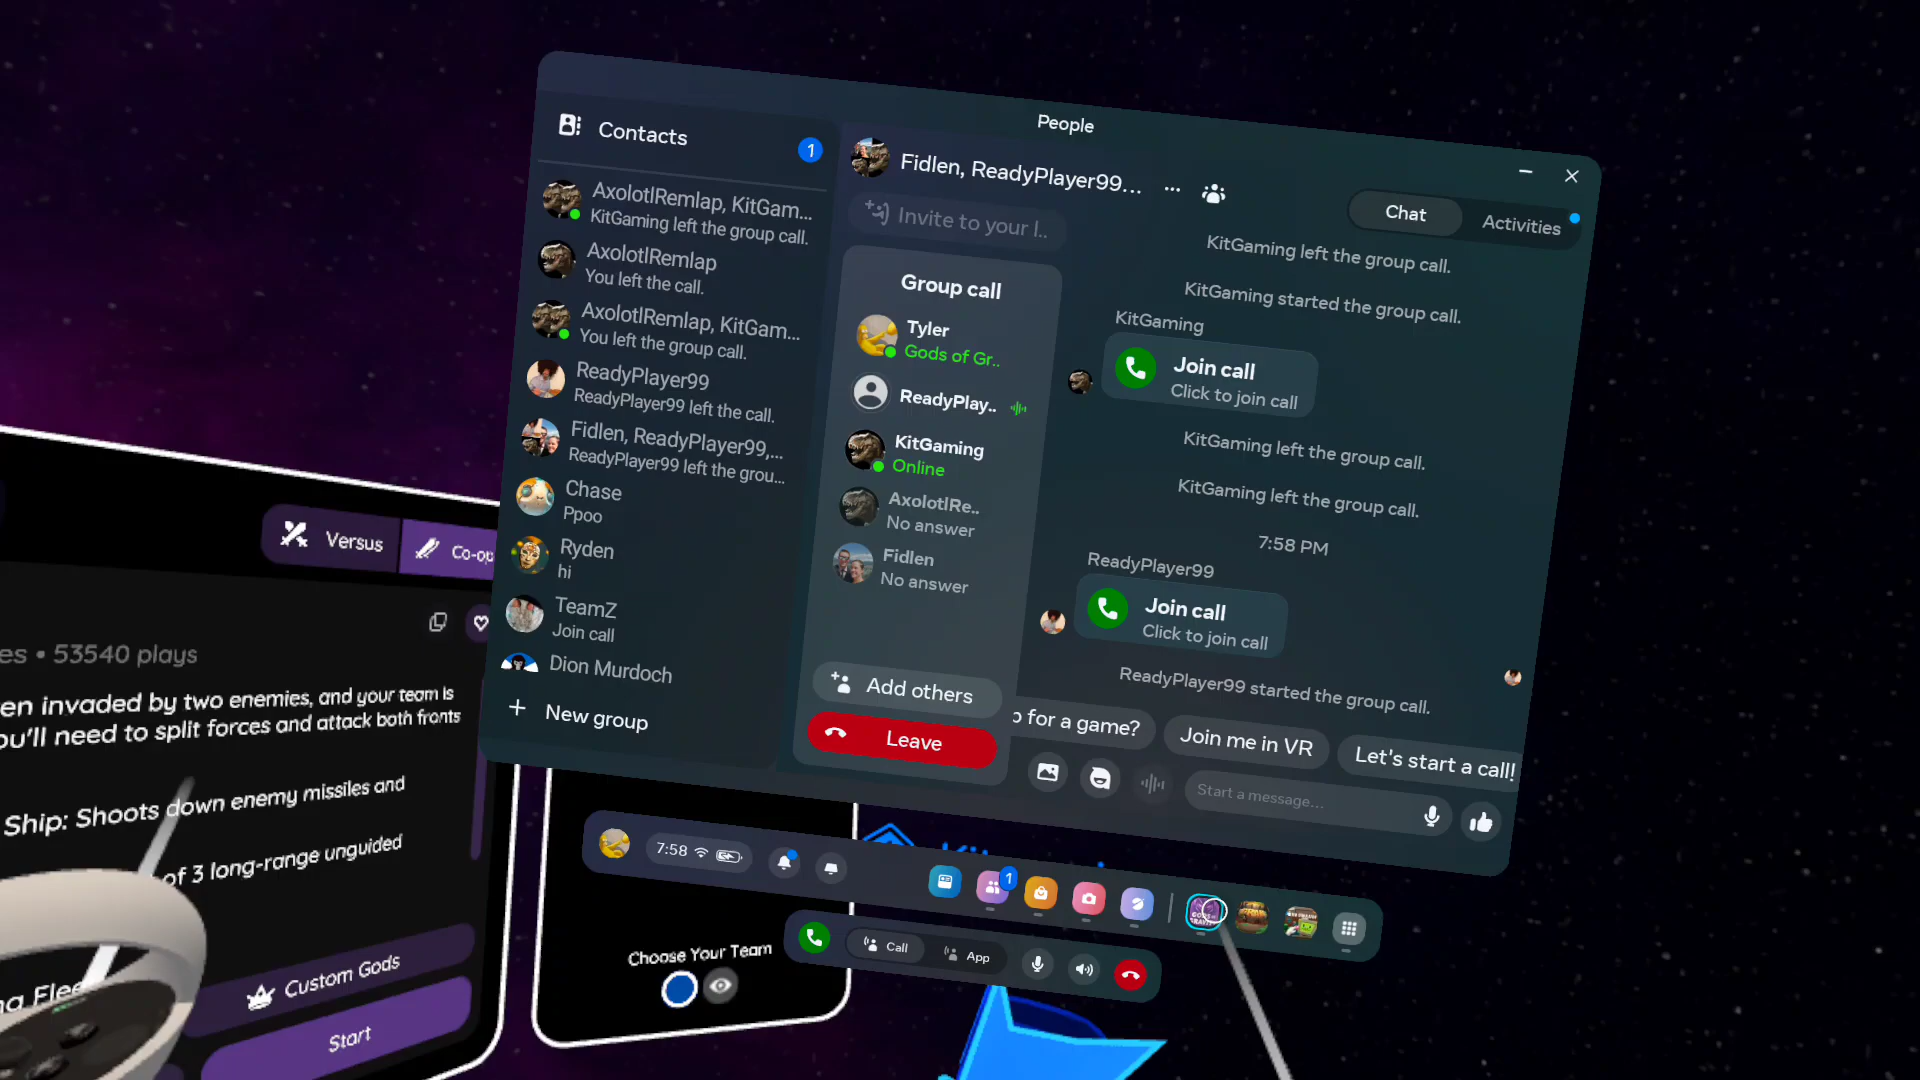 People
Contacts
1
AxolotlRemlap, KitGam...
KitGaming left the group call.
AxolotlRemlap
You left the call.
AxolotlRemlap, KitGam...
You left the group call.
ReadyPlayer99
ReadyPlayer99 left the call.
Fidlen, ReadyPlayer99,...
ReadyPlayer99 left the grou...
Chase
Ppoo
Ryden
hi
TeamZ
Join call
Dion Murdoch
New group
Fidlen, ReadyPlayer99...
Invite to your l..
Group call
Tyler
Gods of Gr..
ReadyPlay..
KitGaming
Online
AxolotlRe..
No answer
Fidlen
No answer
Add others
Leave
Chat
Activities
KitGaming left the group call.
KitGaming started the group call.
KitGaming
Join call
Click to join call
KitGaming left the group call.
KitGaming left the group call.
7:58 PM
ReadyPlayer99
Join call
Click to join call
ReadyPlayer99 started the group call.
for a game?
Join me in VR
Let's start a call!
Start a message...
Versus
Co-op
es • 53540 plays
en invaded by two enemies, and your team is
ou'll need to split forces and attack both fronts
Ship: Shoots down enemy missiles and
of 3 long-range unguided
Custom Gods
Start
Choose Your Team
7:58
1
GODS OF GRAVITY
Call
App